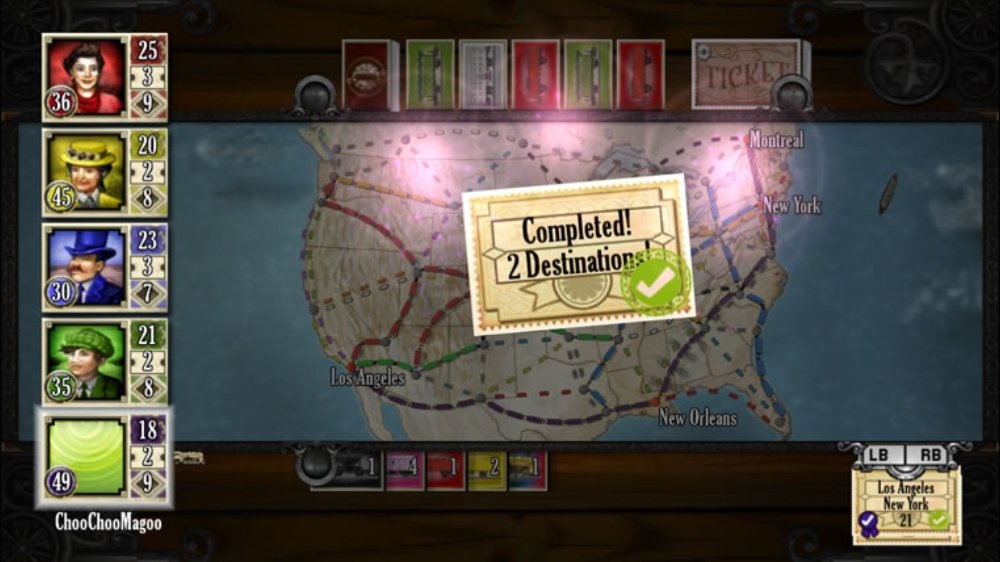 25
3
36
9
20
2
45
8
23
3
30
7
21
2
35
8
18
2
49
9
ChooChooMagoo
TICKET
Montreal
New York
Completed!
2 Destinations!
Los Angeles
New Orleans
1 4 1 2 1
LB RB
Los Angeles
New York
21